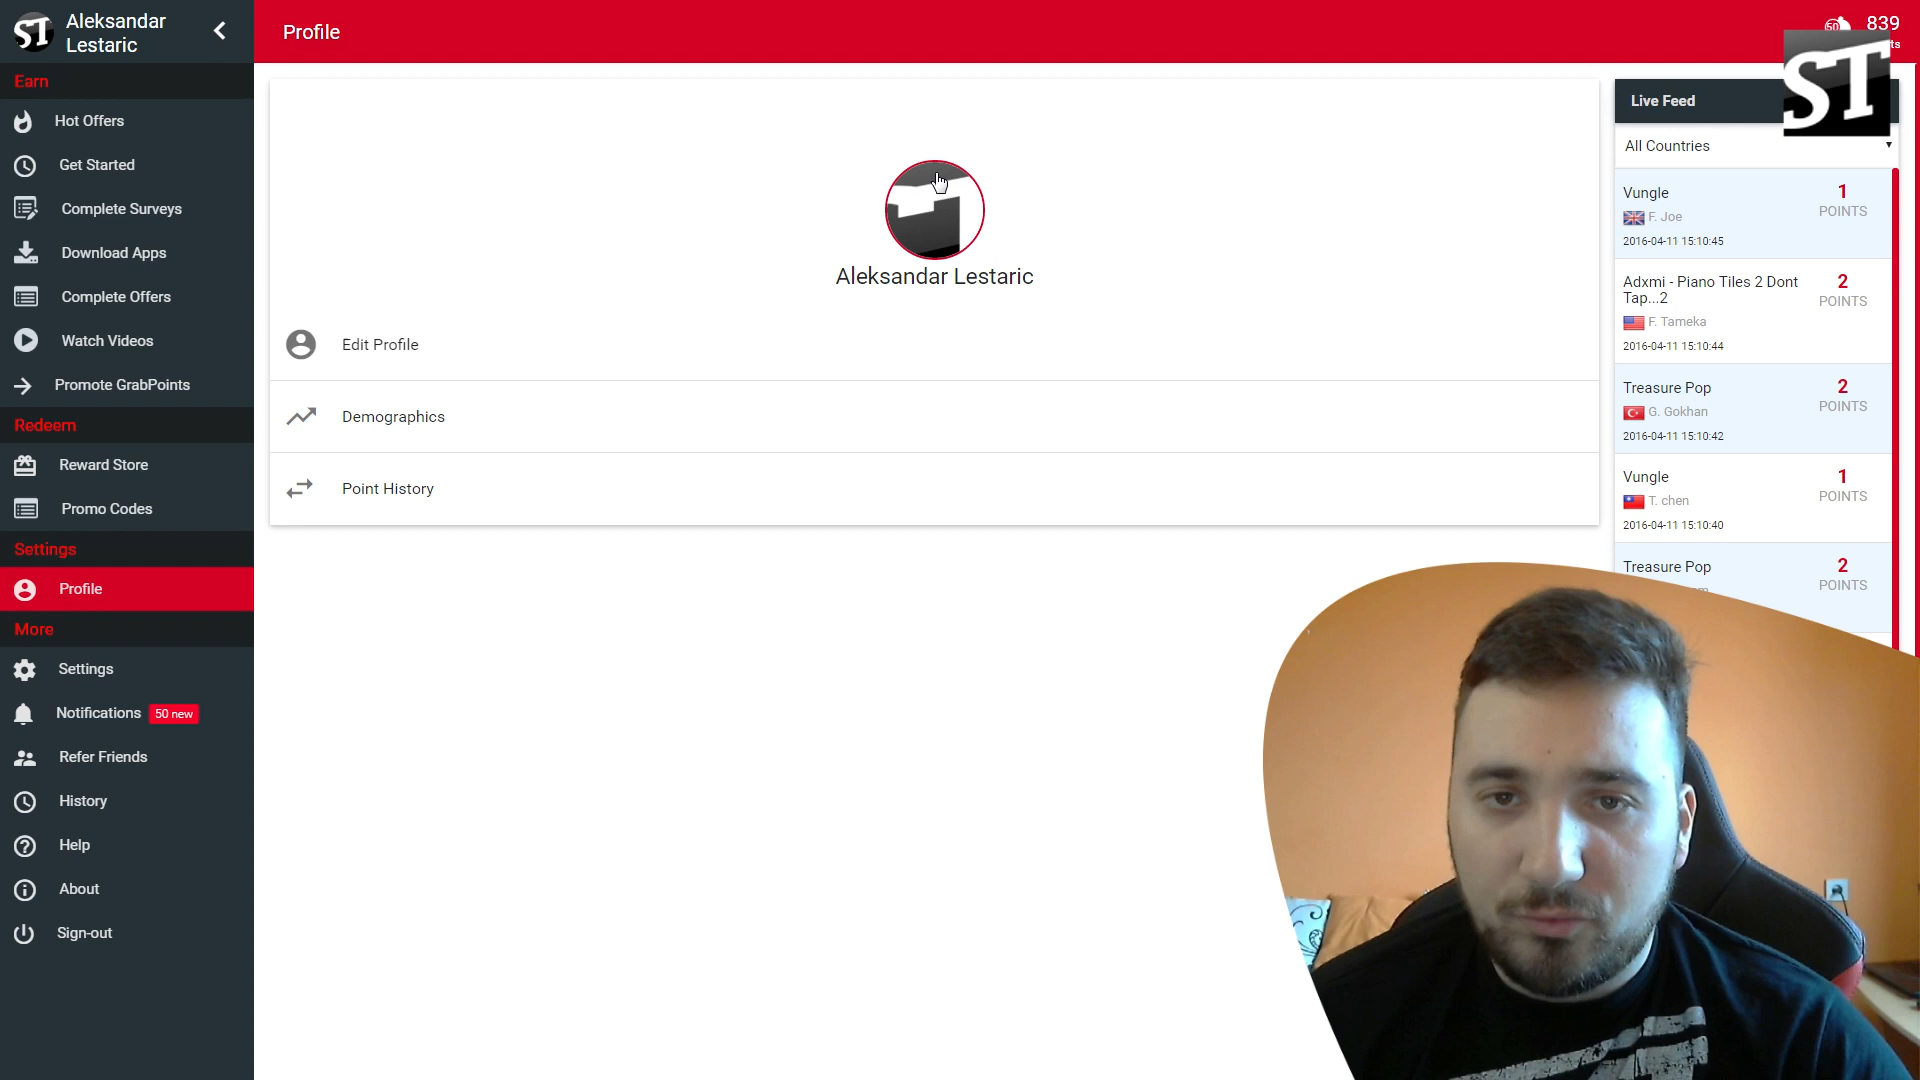 ST
Aleksandar
Lestaric
Earn
Hot Offers
Get Started
Complete Surveys
Download Apps
Complete Offers
Watch Videos
Promote GrabPoints
Redeem
Reward Store
Promo Codes
Settings
Profile
More
Settings
Notifications 50 new
Refer Friends
History
Help
About
Sign-out
Profile
50
839
ST
Aleksandar Lestaric
Edit Profile
Demographics
Point History
Live Feed
All Countries
Vungle
1
POINTS
F. Joe
2016-04-11 15:10:45
Adxmi - Piano Tiles 2 Dont
Tap...2
2
POINTS
F. Tameka
2016-04-11 15:10:44
Treasure Pop
2
POINTS
G. Gokhan
2016-04-11 15:10:42
Vungle
1
POINTS
T. chen
2016-04-11 15:10:40
Treasure Pop
2
POINTS